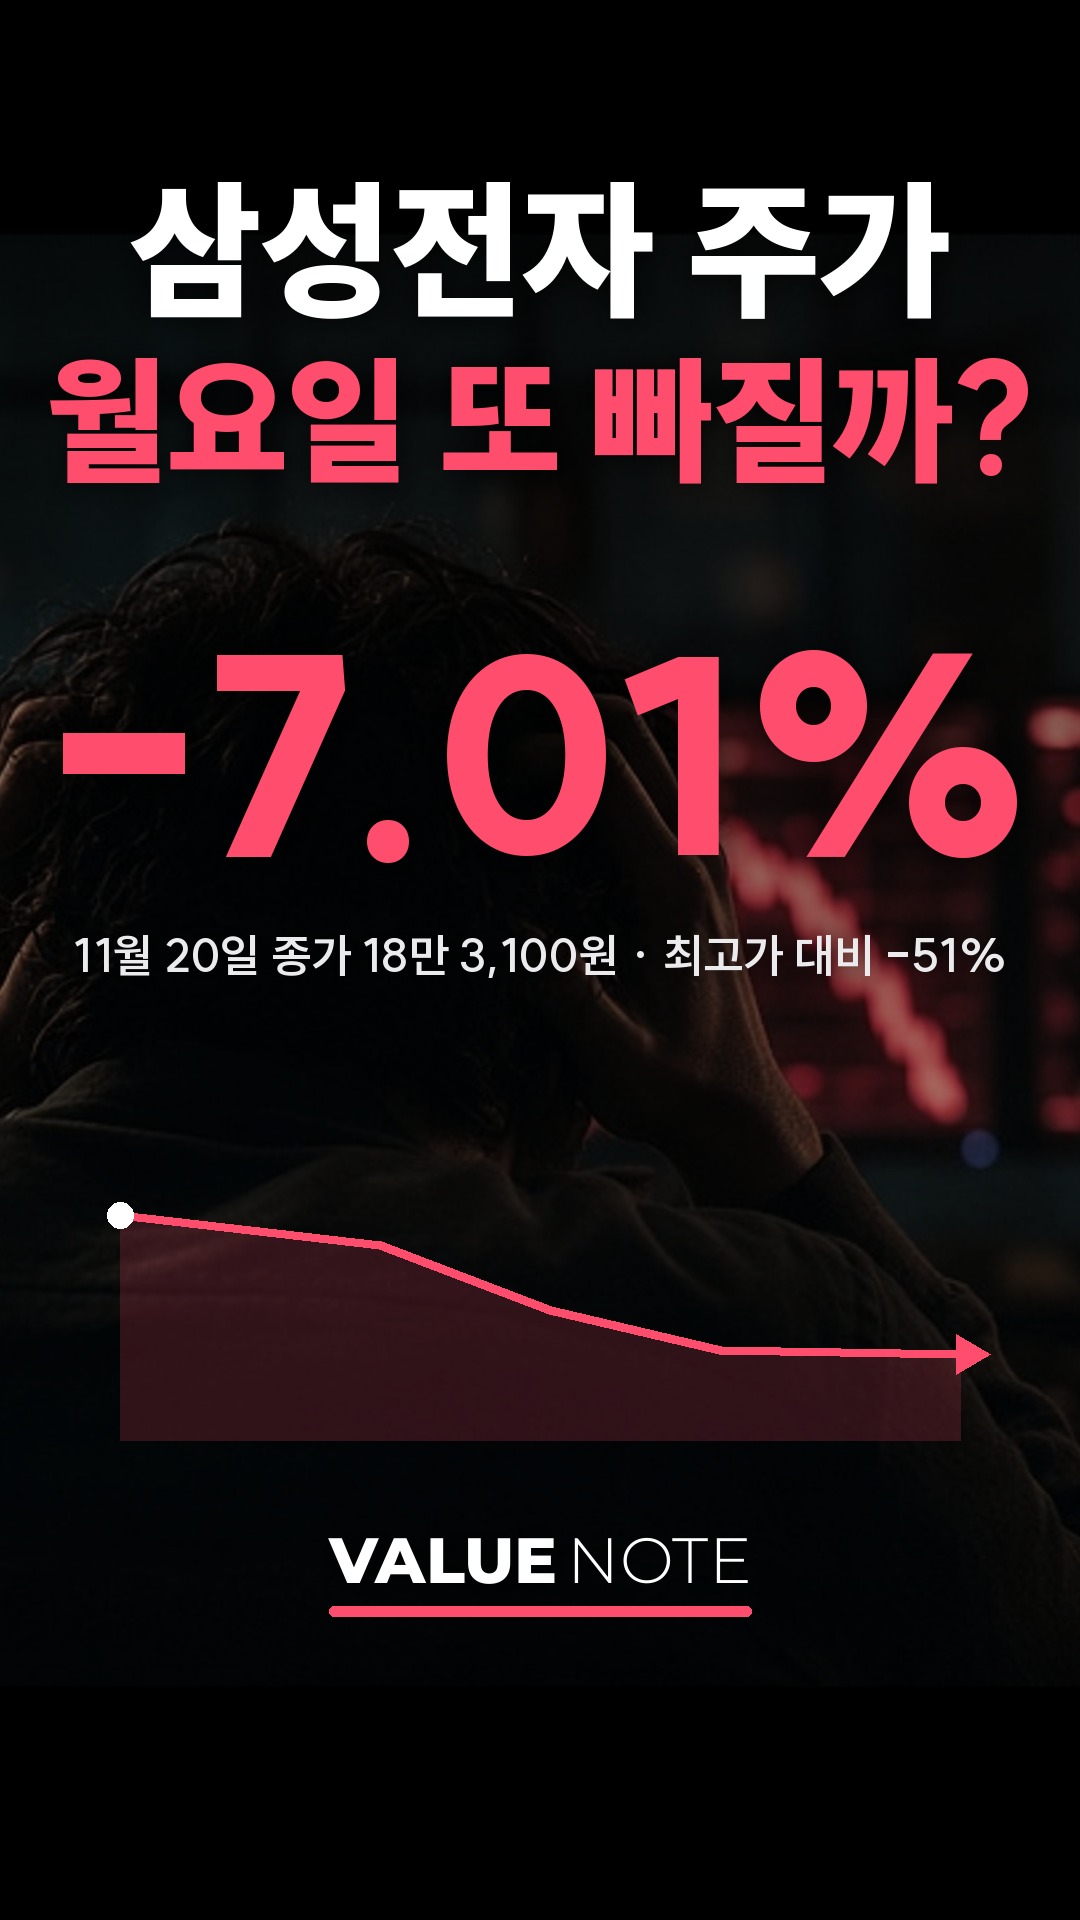 삼성전자 주가
월요일 또 빠질까?
-7.01%
11월 20일 종가 18만 3,100원 · 최고가 대비 -51%
VALUE NOTE